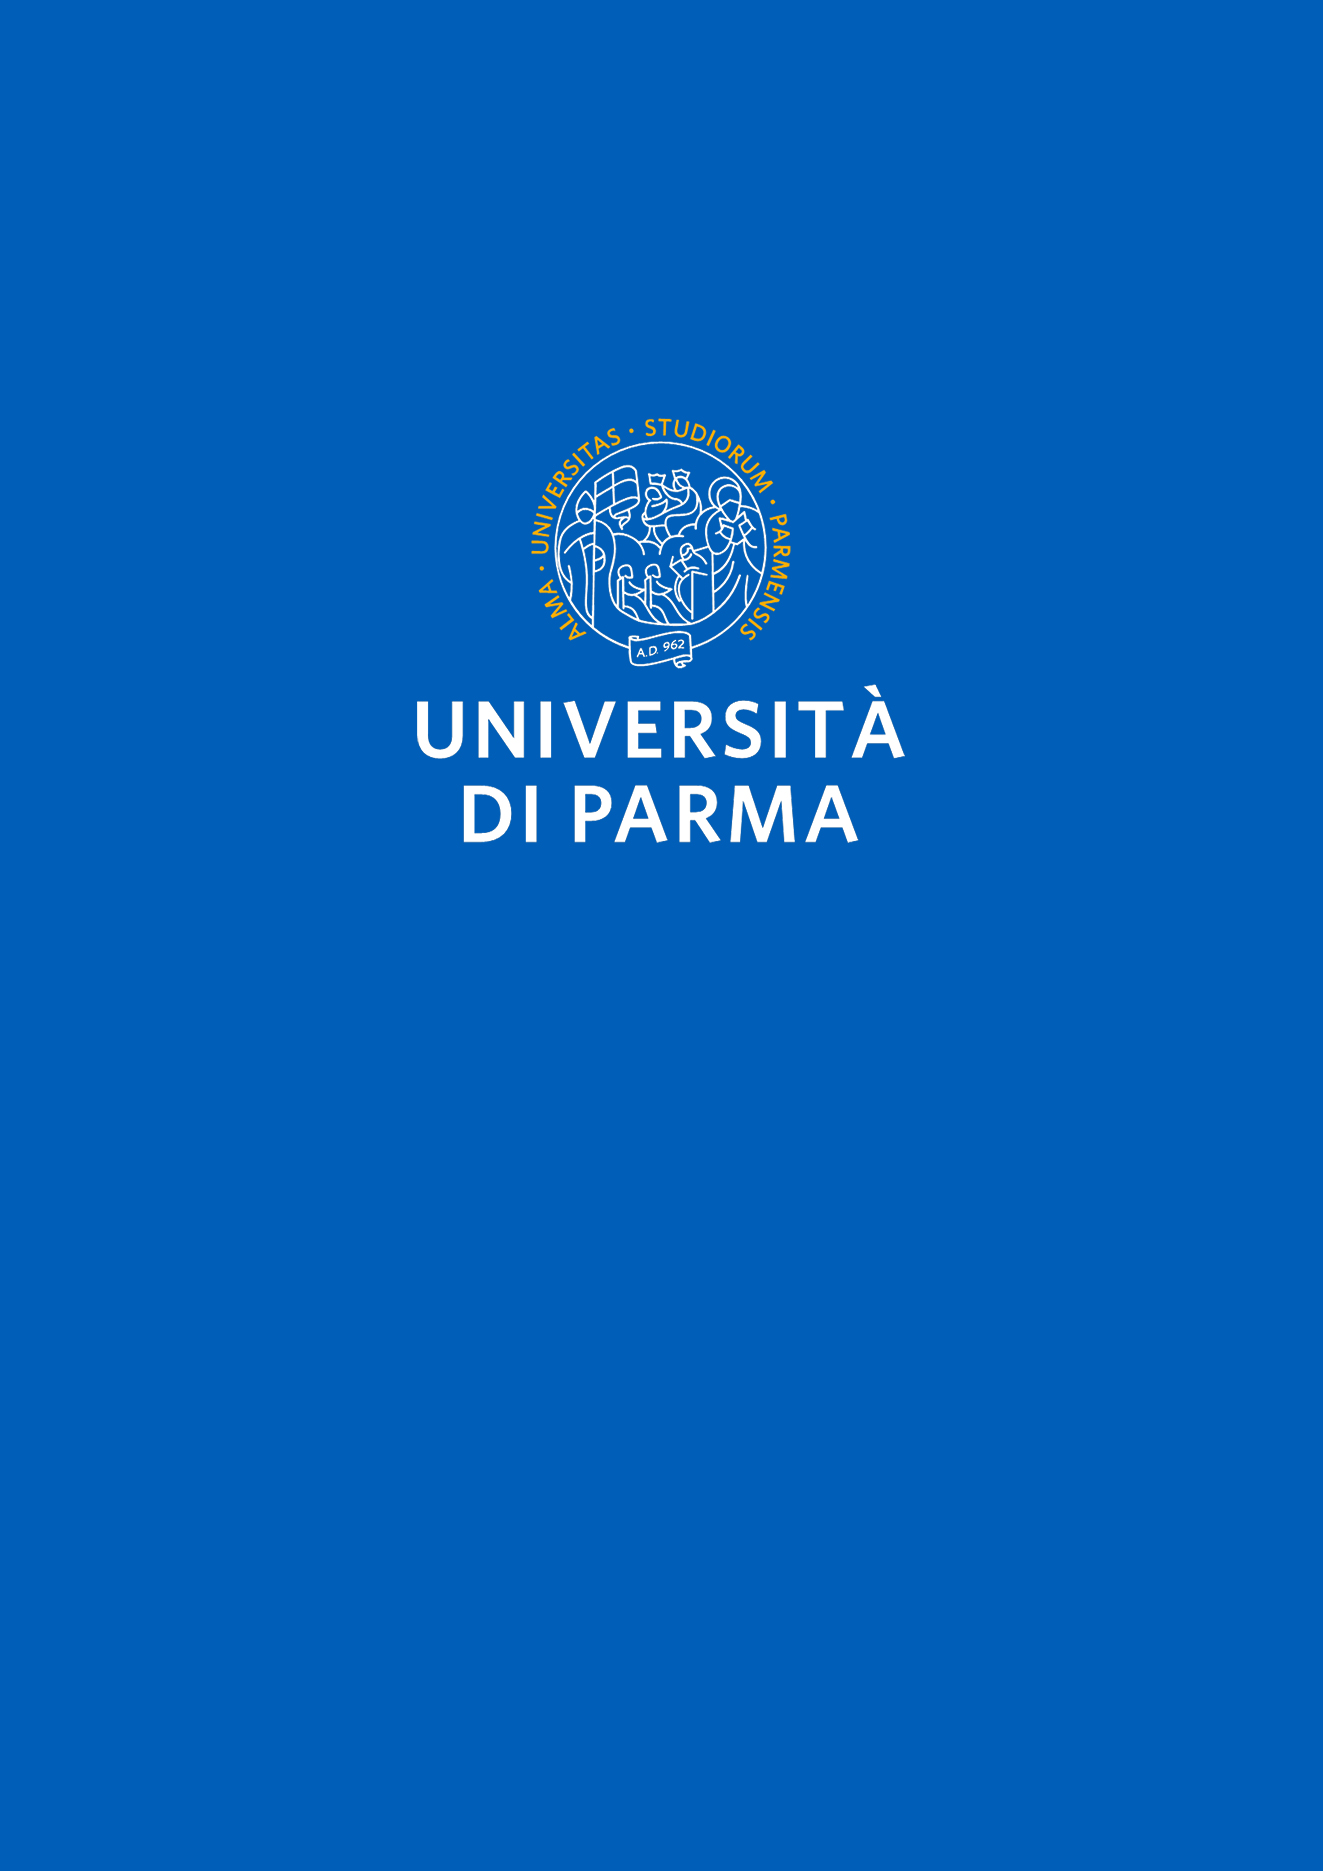 ALMA · UNIVERSITAS · STUDIORUM · PARMENSIS
A.D. 962
UNIVERSITÀ
DI PARMA